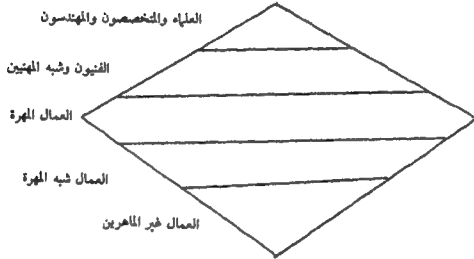 العلماء والمتخصصون والمهندسون
الفنيون وشبه المهنيين
العمال المهرة
العمال شبه المهرة
العمال غير الماهرين